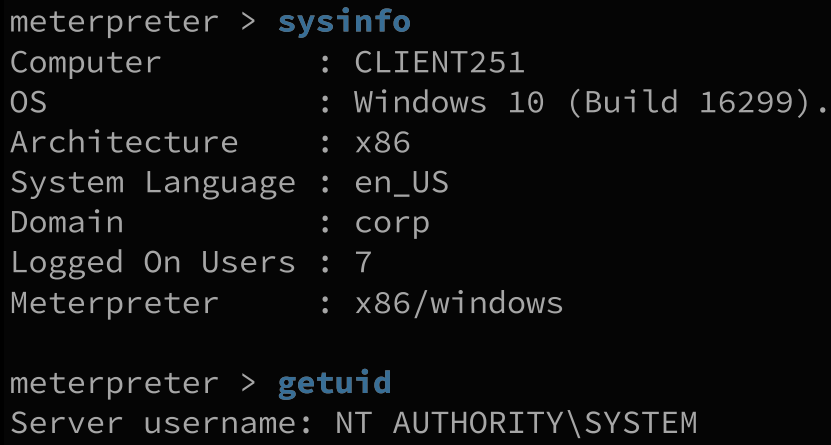 meterpreter > sysinfo
Computer        : CLIENT251
OS              : Windows 10 (Build 16299).
Architecture    : x86
System Language : en_US
Domain          : corp
Logged On Users : 7
Meterpreter     : x86/windows
meterpreter > getuid
Server username: NT AUTHORITY\SYSTEM